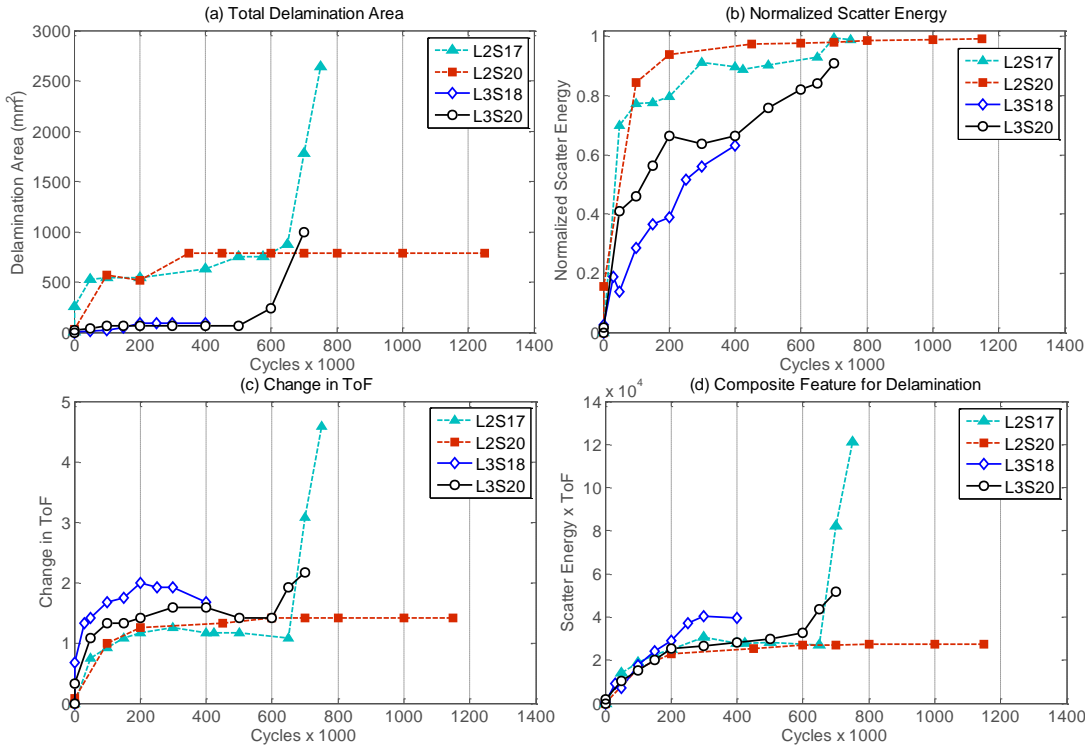 (a) Total Delamination Area
3000
2500
2000
1500
1000
500
0
Delamination Area (mm²)
L2S17
L2S20
L3S18
L3S20
0 200 400 600 800 1000 1200 1400
Cycles x 1000
(b) Normalized Scatter Energy
1
0.8
0.6
0.4
0.2
0
Normalized Scatter Energy
L2S17
L2S20
L3S18
L3S20
0 200 400 600 800 1000 1200 1400
Cycles x 1000
(c) Change in ToF
5
4
3
2
1
0
Change in ToF
L2S17
L2S20
L3S18
L3S20
0 200 400 600 800 1000 1200 1400
Cycles x 1000
(d) Composite Feature for Delamination
x 10⁴
14
12
10
8
6
4
2
0
Scatter Energy x ToF
L2S17
L2S20
L3S18
L3S20
0 200 400 600 800 1000 1200 1400
Cycles x 1000